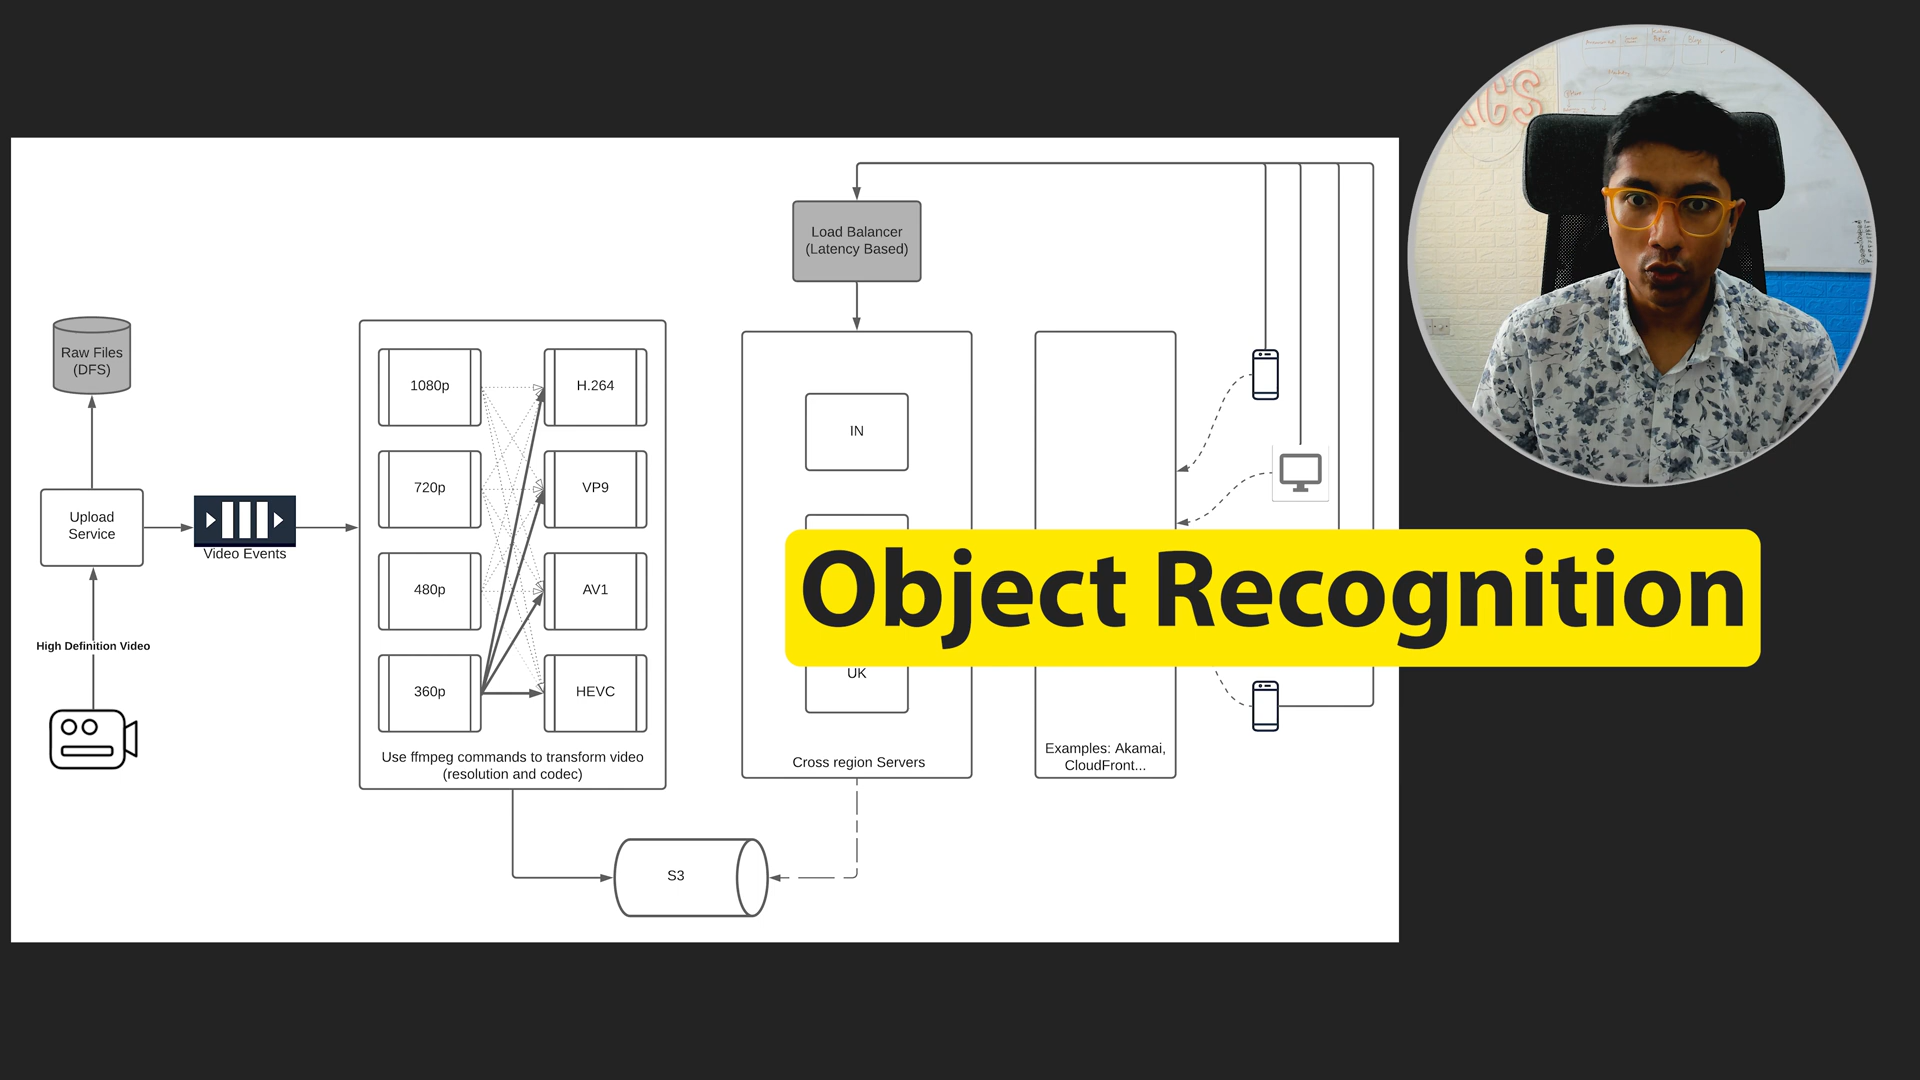 Load Balancer
(Latency Based)
Raw Files
(DFS)
Upload
Service
Video Events
High Definition Video
1080p
H.264
720p
VP9
480p
AV1
360p
HEVC
Use ffmpeg commands to transform video
(resolution and codec)
IN
UK
Cross region Servers
Examples: Akamai,
CloudFront...
S3
Object Recognition